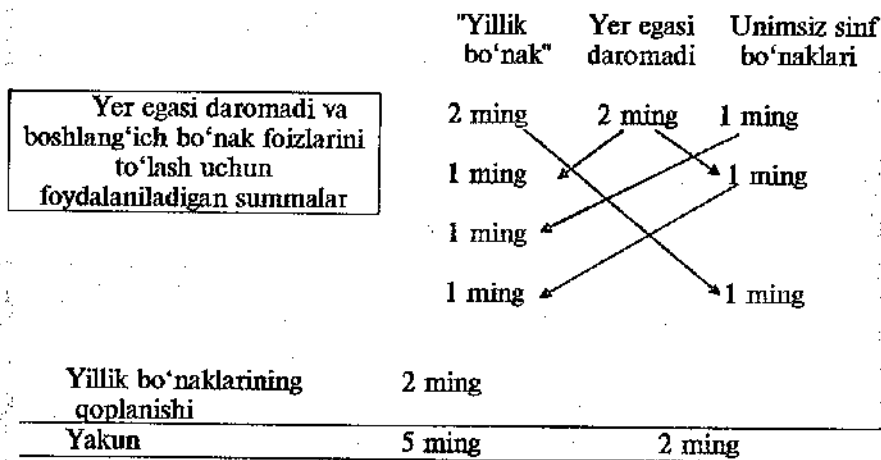 "Yillik Yer egasi Unimsiz sinf
bo‘nak" daromadi bo‘naklari
Yer egasi daromadi va
boshlang‘ich bo‘nak foizlarini
to‘lash uchun
foydalaniladigan summalar
2 ming 2 ming 1 ming
1 ming 1 ming
1 ming
1 ming 1 ming
Yillik bo‘naklarining 2 ming
qoplanishi
Yakun 5 ming 2 ming